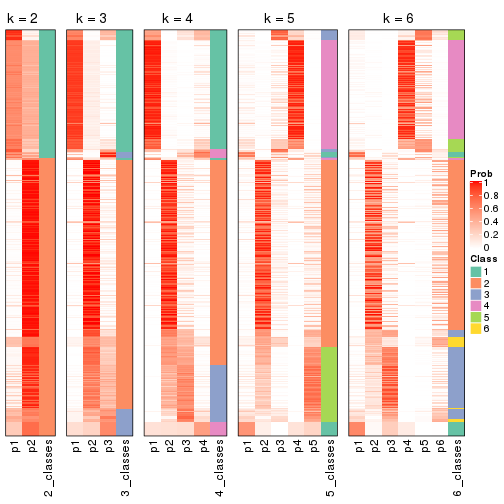 k = 2
k = 3
k = 4
k = 5
k = 6
Prob
1
0.8
0.6
0.4
0.2
0
Class
1
2
3
4
5
6
p1
p2
2_classes
p1
p2
p3
3_classes
p1
p2
p3
p4
4_classes
p1
p2
p3
p4
p5
5_classes
p1
p2
p3
p4
p5
p6
6_classes